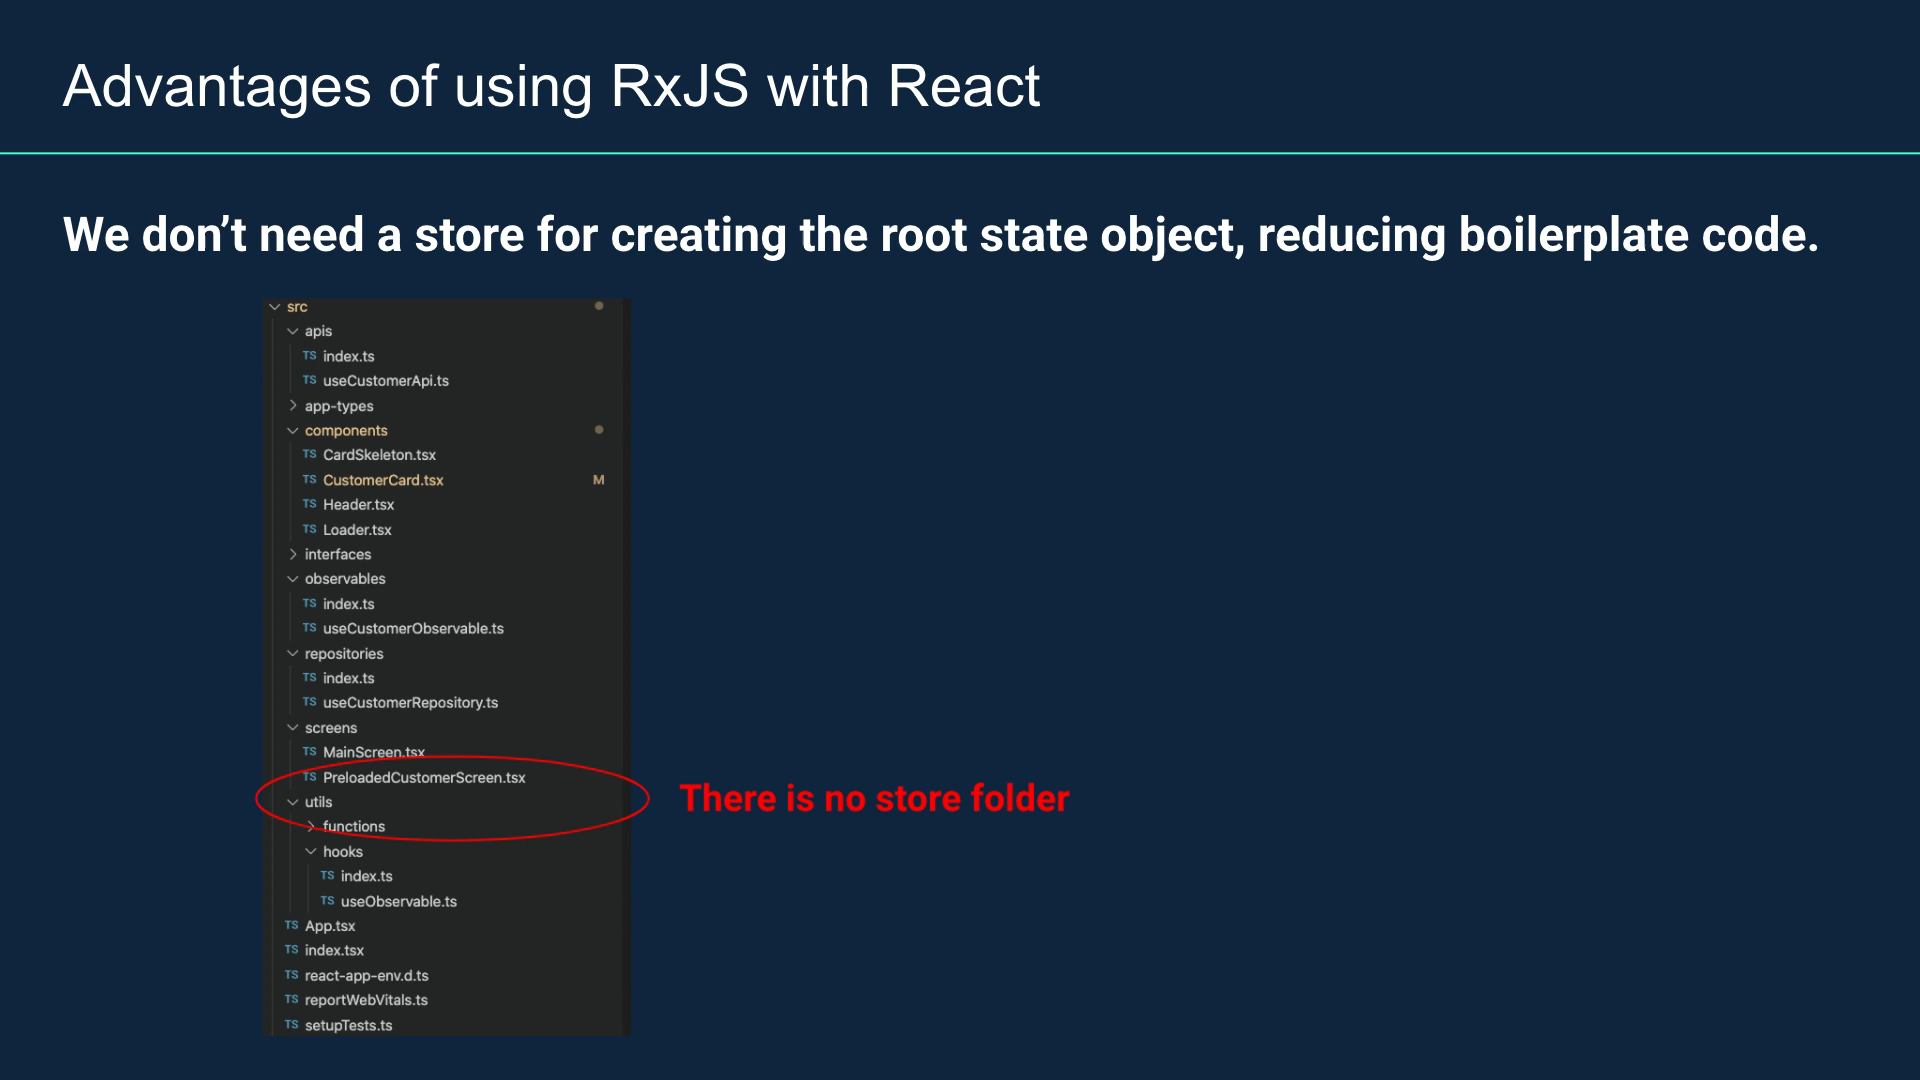 Advantages of using RxJS with React
We don’t need a store for creating the root state object, reducing boilerplate code.
src
apis
TS index.ts
TS useCustomerApi.ts
app-types
components
TS CardSkeleton.tsx
TS CustomerCard.tsx M
TS Header.tsx
TS Loader.tsx
interfaces
observables
TS index.ts
TS useCustomerObservable.ts
repositories
TS index.ts
TS useCustomerRepository.ts
screens
TS MainScreen.tsx
TS PreloadedCustomerScreen.tsx
utils
There is no store folder
functions
hooks
TS index.ts
TS useObservable.ts
TS App.tsx
TS index.tsx
TS react-app-env.d.ts
TS reportWebVitals.ts
TS setupTests.ts